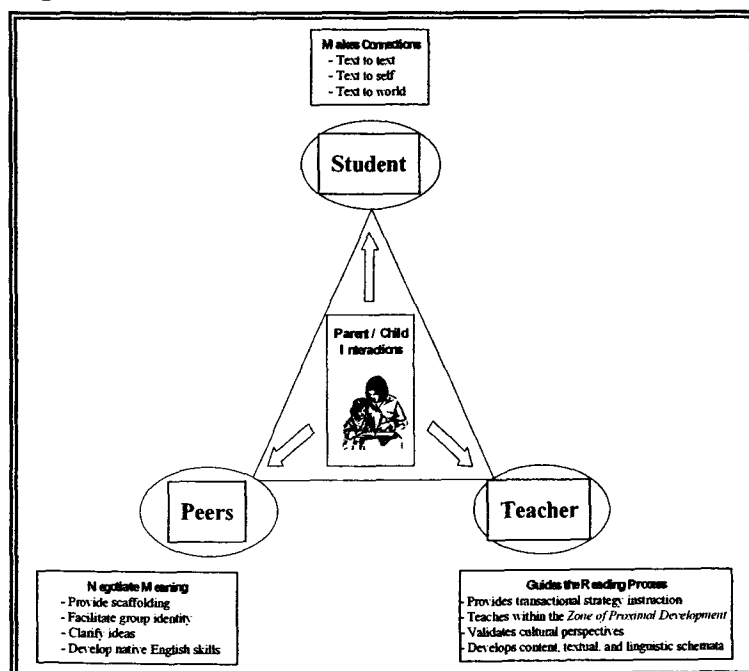 Makes Connections
- Text to text
- Text to self
- Text to world
Student
Parent / Child
Interactions
Peers
Teacher
Negotiate Meaning
- Provide scaffolding
- Facilitate group identity
- Clarify ideas
- Develop native English skills
Guides the Reading Process
- Provides transactional strategy instruction
- Teaches within the Zone of Proximal Development
- Validates cultural perspectives
- Develops content, textual, and linguistic schemata